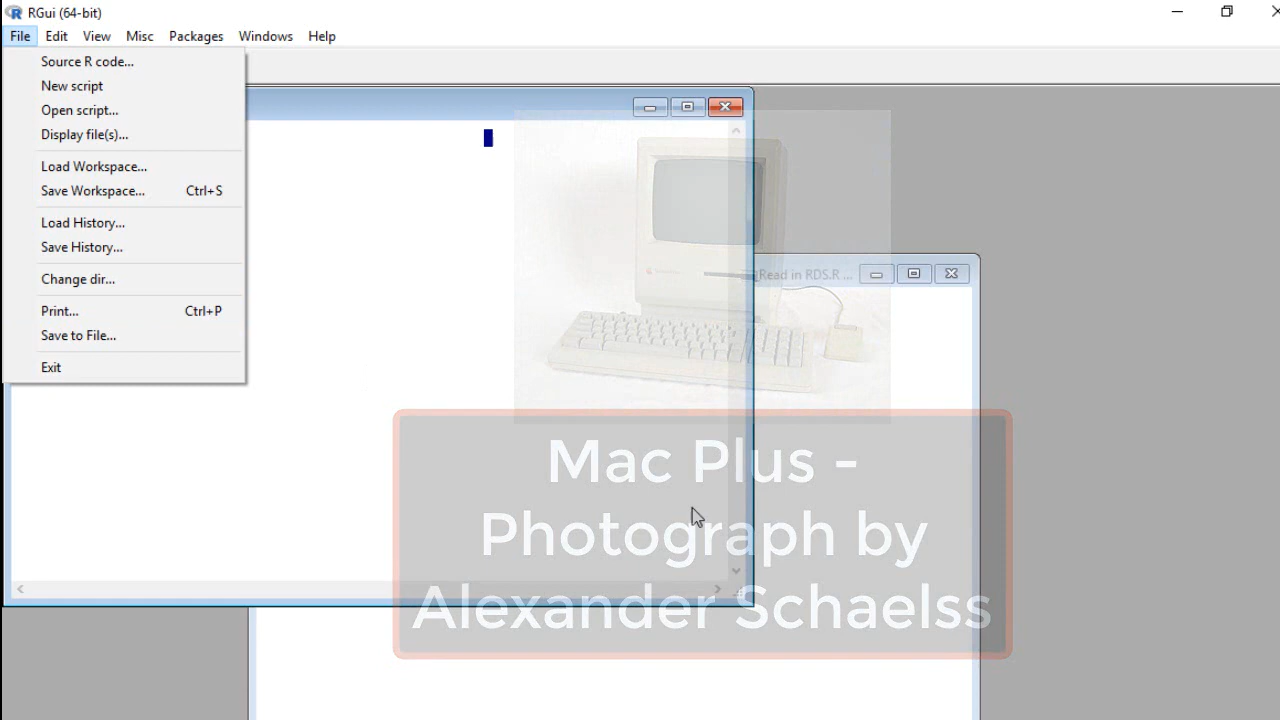 RGui (64-bit)
File Edit View Misc Packages Windows Help
Source R code...
New script
Open script...
Display file(s)...
Load Workspace...
Save Workspace... Ctrl+S
Load History...
Save History...
Change dir...
Print... Ctrl+P
Save to File...
Exit
Read in RDS.R ...
Mac Plus -
Photograph by
Alexander Schaelss